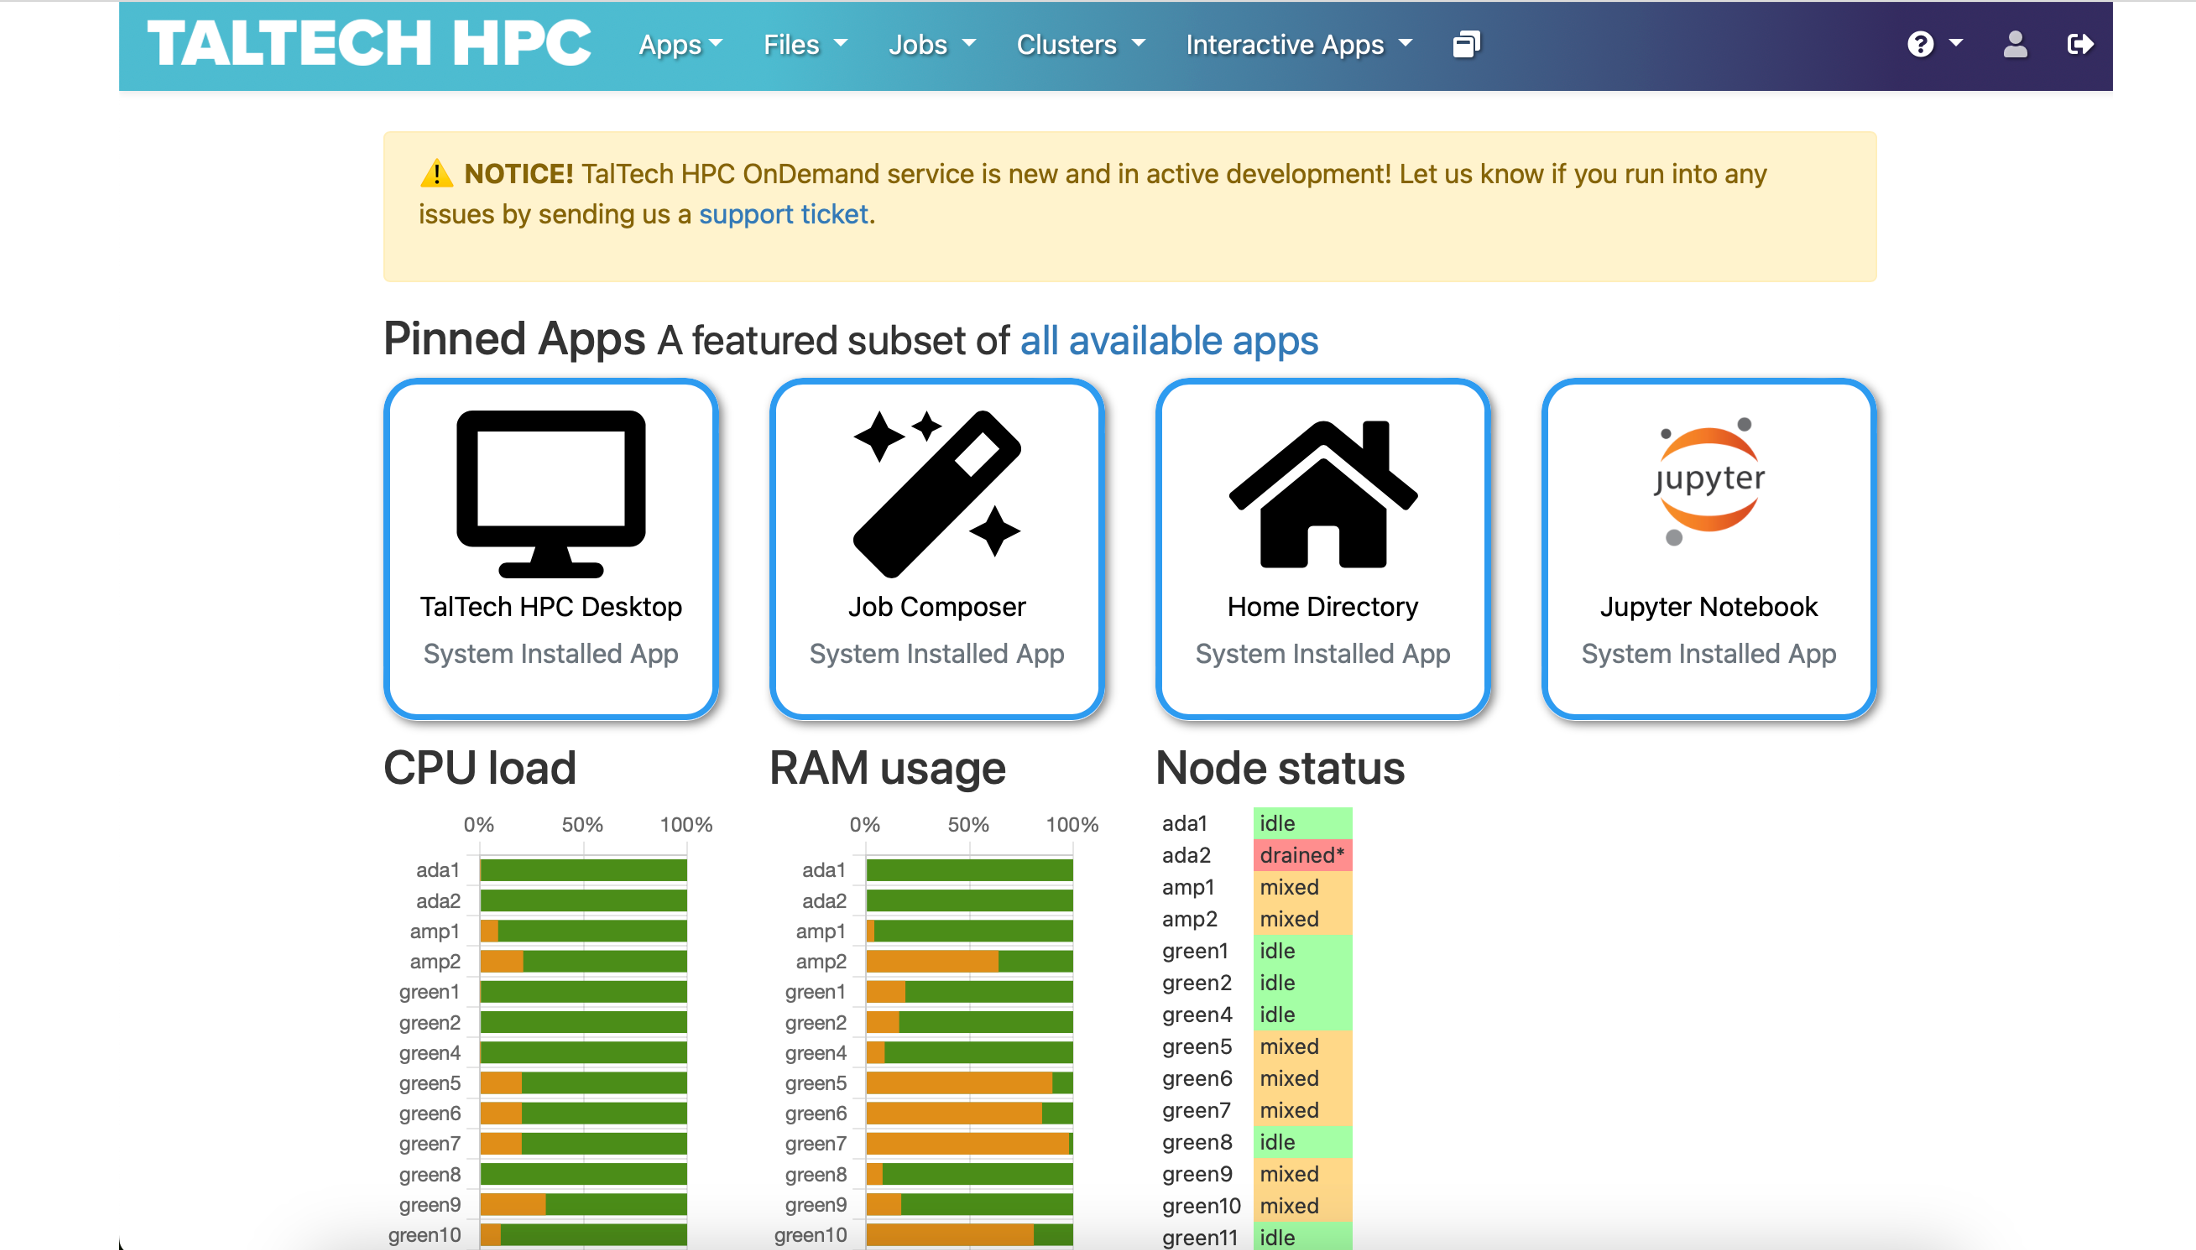 TALTECH HPC Apps Files Jobs Clusters Interactive Apps
NOTICE! TalTech HPC OnDemand service is new and in active development! Let us know if you run into any
issues by sending us a support ticket.
Pinned Apps A featured subset of all available apps
jupyter
TalTech HPC Desktop
System Installed App
Job Composer
System Installed App
Home Directory
System Installed App
Jupyter Notebook
System Installed App
CPU load
0% 50% 100%
ada1
ada2
amp1
amp2
green1
green2
green4
green5
green6
green7
green8
green9
green10
RAM usage
0% 50% 100%
ada1
ada2
amp1
amp2
green1
green2
green4
green5
green6
green7
green8
green9
green10
Node status
ada1 idle
ada2 drained*
amp1 mixed
amp2 mixed
green1 idle
green2 idle
green4 idle
green5 mixed
green6 mixed
green7 mixed
green8 idle
green9 mixed
green10 mixed
green11 idle